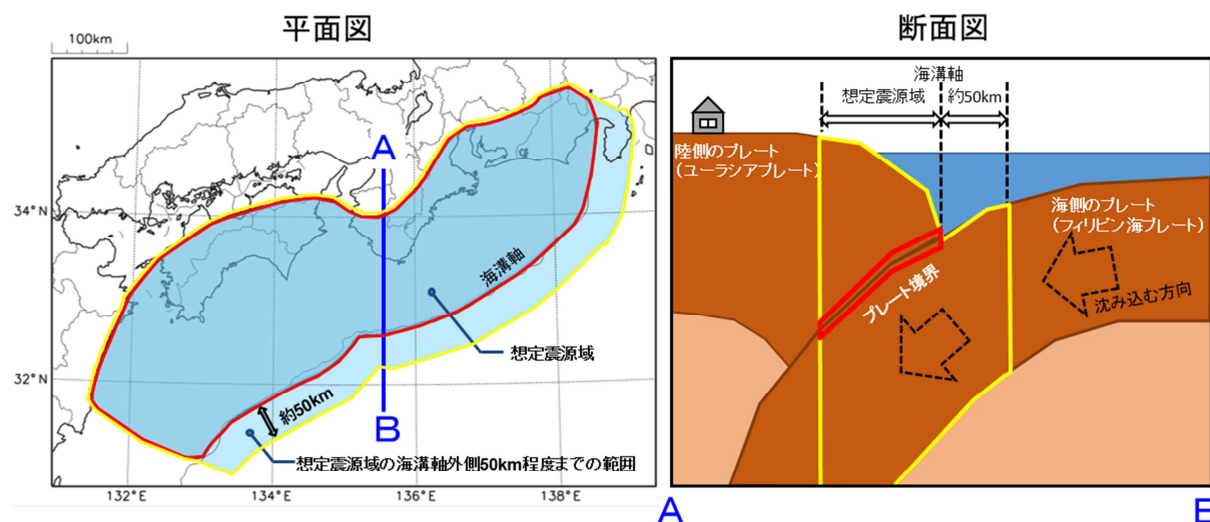 平面図
100km
A
34°N
32°N
海溝軸
想定震源域
約50km
B
想定震源域の海溝軸外側50km程度までの範囲
132°E
134°E
136°E
138°E
断面図
海溝軸
想定震源域
約50km
陸側のプレート
(ユーラシアプレート)
海側のプレート
(フィリピン海プレート)
プレート境界
沈み込む方向
A
B